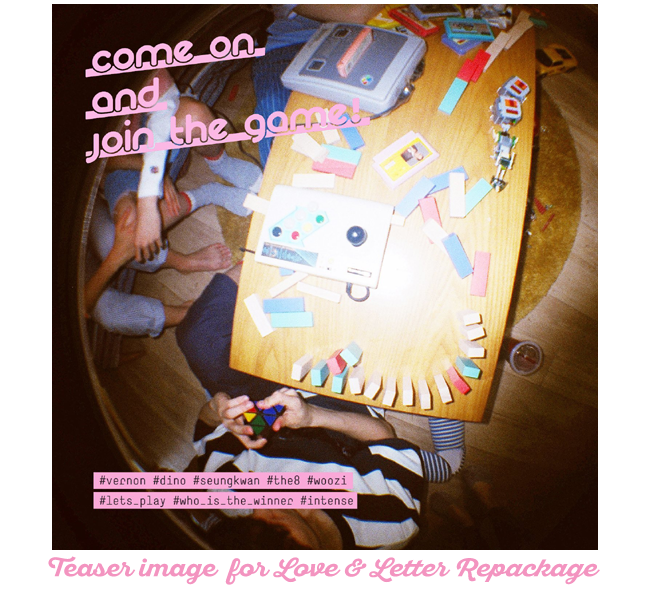 come on
and
join the game!
#vernon #dino #seungkwan #the8 #woozi
#lets_play #who_is_the_winner #intense
Teaser image for Love & Letter Repackage